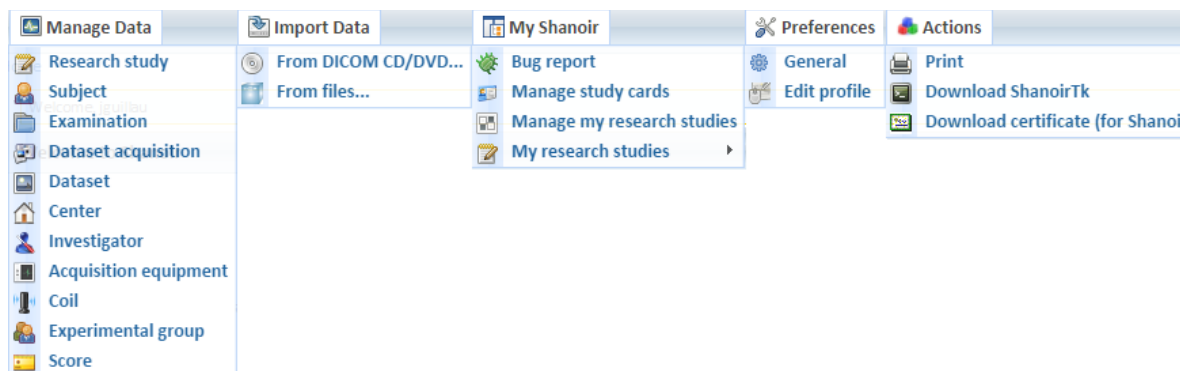 Manage Data
Research study
Subject
Examination
Dataset acquisition
Dataset
Center
Investigator
Acquisition equipment
Coil
Experimental group
Score
Import Data
From DICOM CD/DVD...
From files...
My Shanoir
Bug report
Manage study cards
Manage my research studies
My research studies
Preferences
General
Edit profile
Actions
Print
Download ShanoirTk
Download certificate (for Shanoi